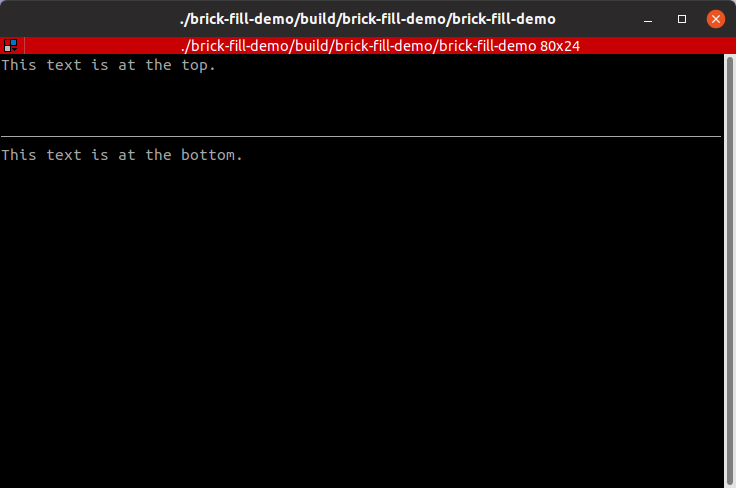 ./brick-fill-demo/build/brick-fill-demo/brick-fill-demo
./brick-fill-demo/build/brick-fill-demo/brick-fill-demo 80x24
This text is at the top.
This text is at the bottom.